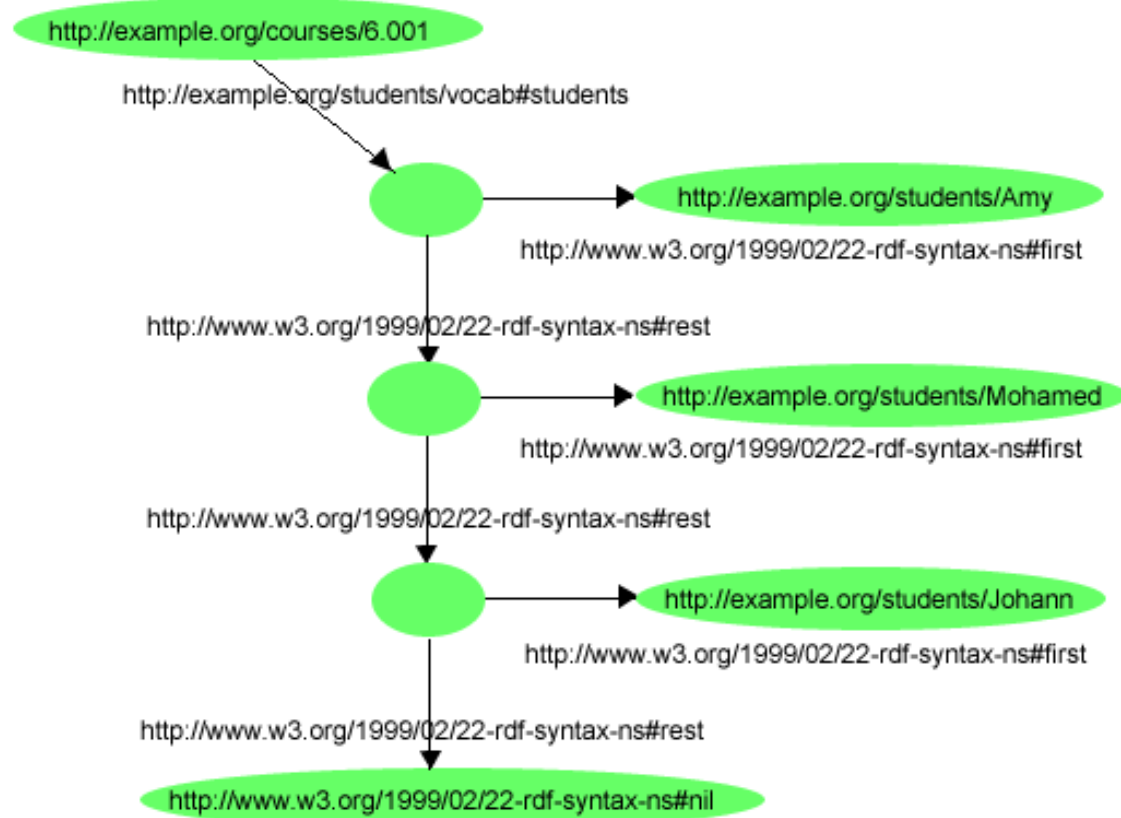 http://example.org/courses/6.001
http://example.org/students/vocab#students
http://example.org/students/Amy
http://www.w3.org/1999/02/22-rdf-syntax-ns#first
http://www.w3.org/1999/02/22-rdf-syntax-ns#rest
http://example.org/students/Mohamed
http://www.w3.org/1999/02/22-rdf-syntax-ns#first
http://www.w3.org/1999/02/22-rdf-syntax-ns#rest
http://example.org/students/Johann
http://www.w3.org/1999/02/22-rdf-syntax-ns#first
http://www.w3.org/1999/02/22-rdf-syntax-ns#rest
http://www.w3.org/1999/02/22-rdf-syntax-ns#nil